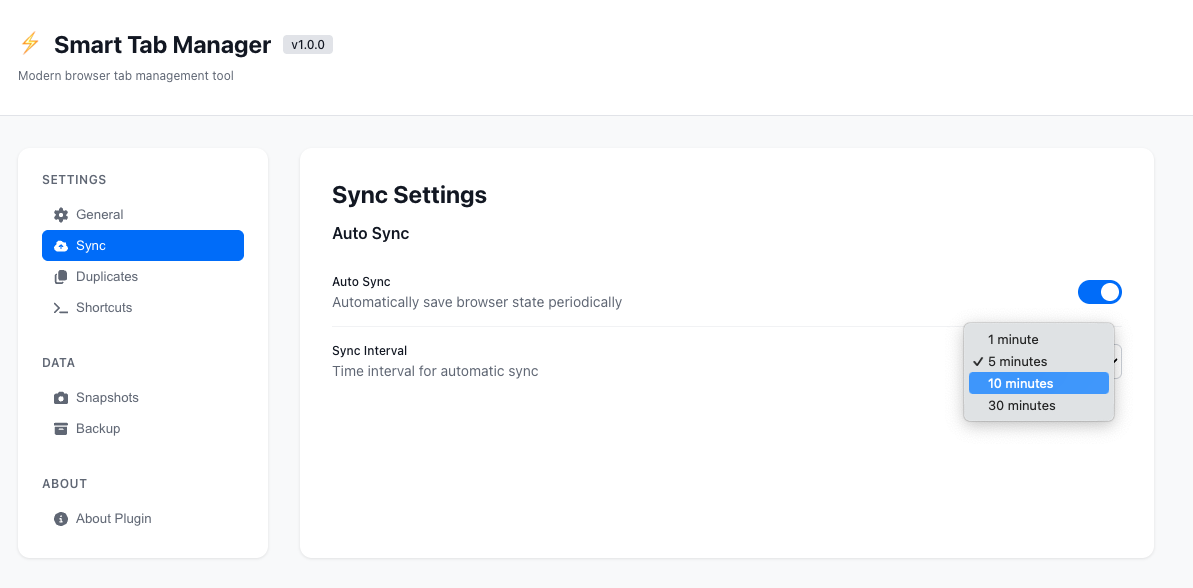 Smart Tab Manager v1.0.0
Modern browser tab management tool
SETTINGS
General
Sync
Duplicates
Shortcuts
DATA
Snapshots
Backup
ABOUT
About Plugin
Sync Settings
Auto Sync
Auto Sync
Automatically save browser state periodically
Sync Interval
Time interval for automatic sync
1 minute
✓ 5 minutes
10 minutes
30 minutes